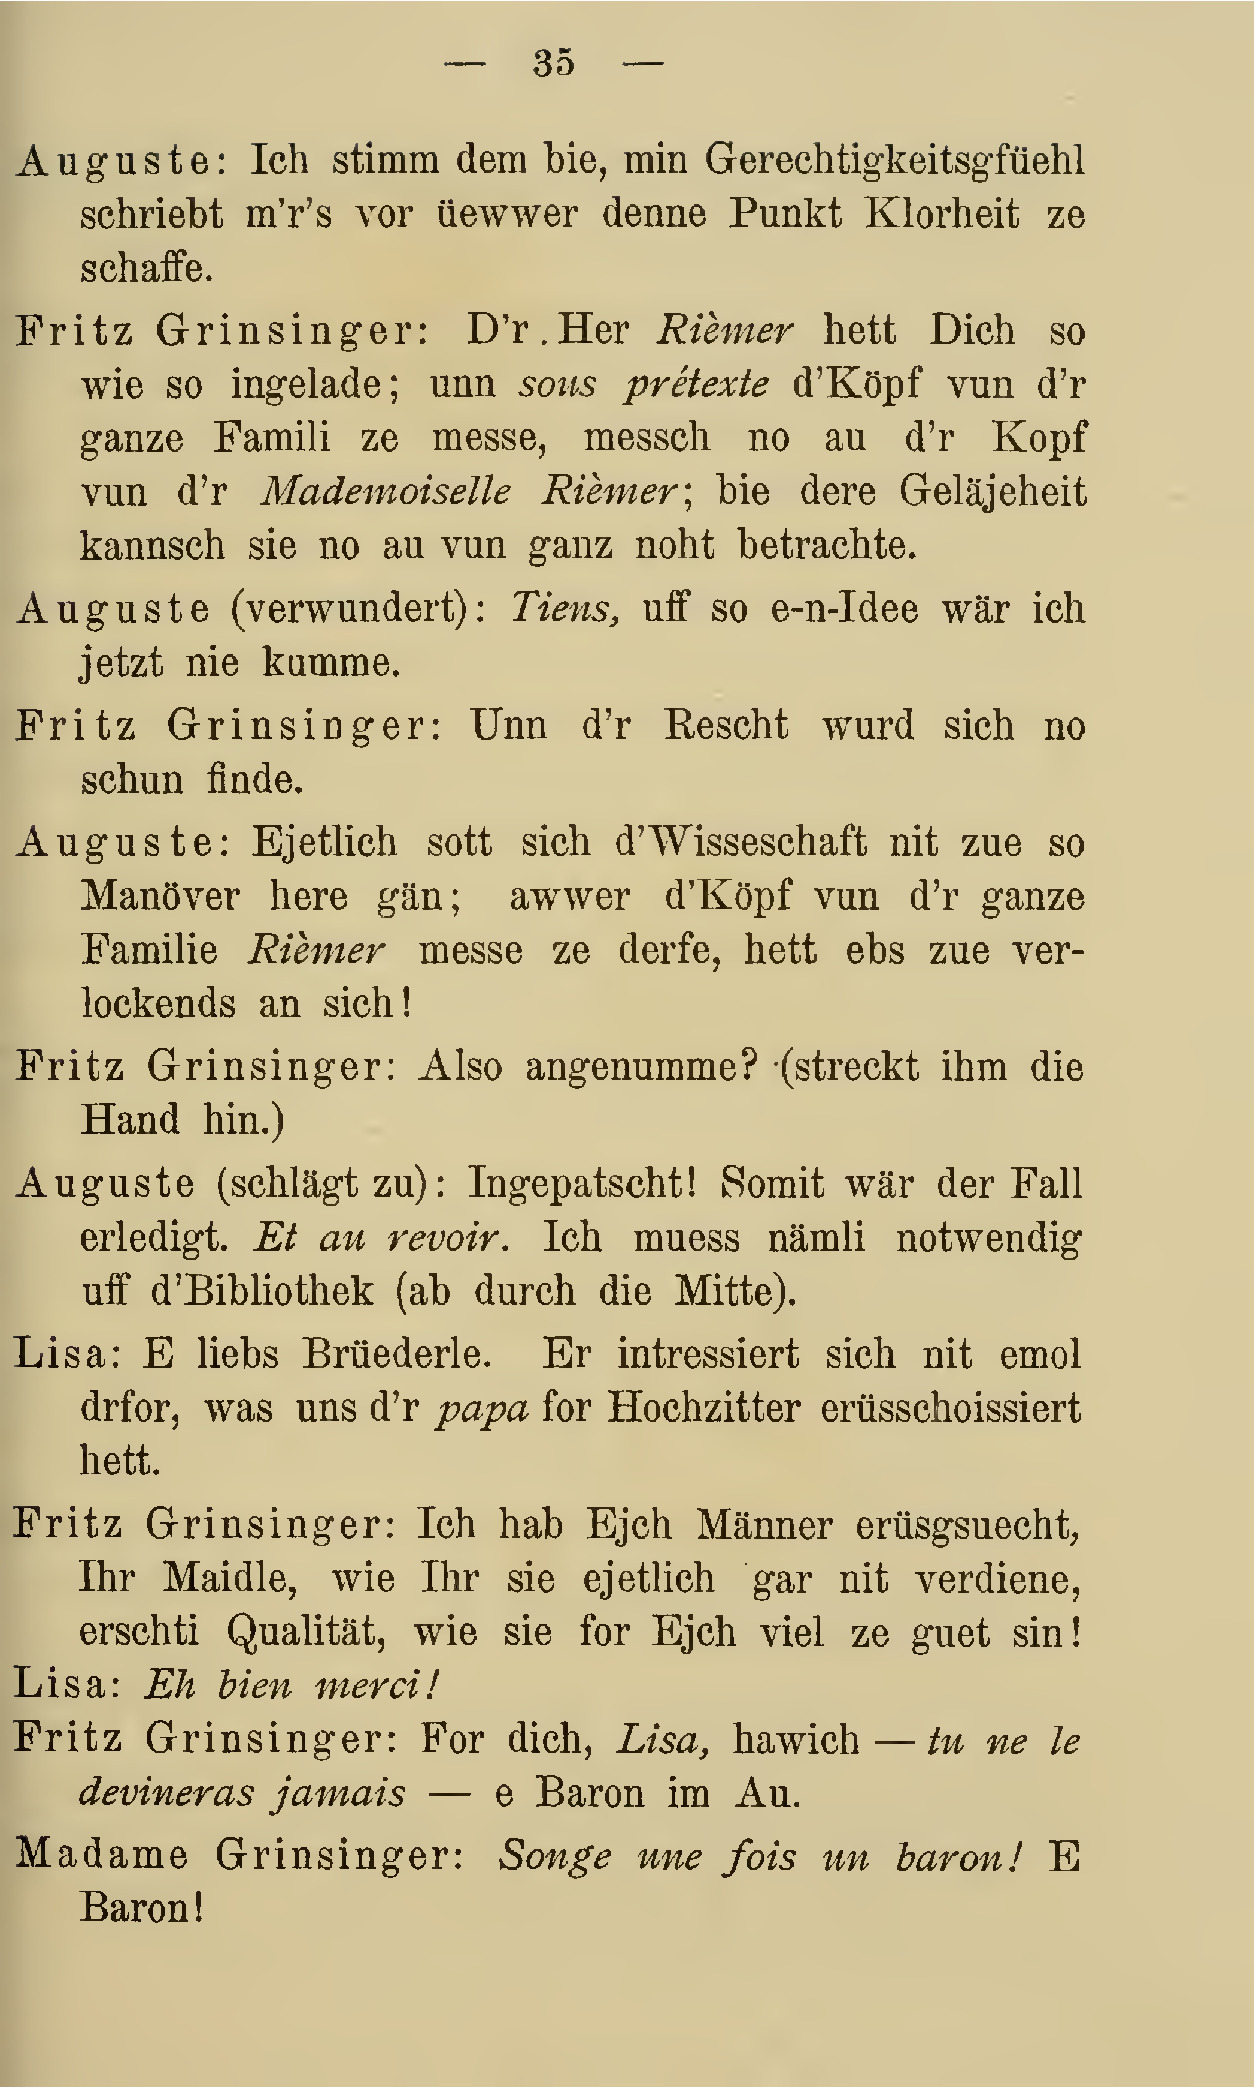 — 35 —
Auguste: Ich stimm dem bie, min Gerechtigkeitsgfüehl
schriebt m'r's vor üewwer denne Punkt Klorheit ze
schaffe.
Fritz Grinsinger: D'r Her Rièmer hett Dich so
wie so ingelade; unn sous prétexte d'Köpf vun d'r
ganze Famili ze messe, messch no au d'r Kopf
vun d'r Mademoiselle Rièmer; bie dere Geläjeheit
kannsch sie no au vun ganz noht betrachte.
Auguste (verwundert): Tiens, uff so e-n-Idee wär ich
jetzt nie kumme.
Fritz Grinsinger: Unn d'r Rescht wurd sich no
schun finde.
Auguste: Ejetlich sott sich d'Wisseschaft nit zue so
Manöver here gän; awwer d'Köpf vun d'r ganze
Familie Rièmer messe ze derfe, hett ebs zue ver-
lockends an sich!
Fritz Grinsinger: Also angenumme? (streckt ihm die
Hand hin.)
Auguste (schlägt zu): Ingepatscht! Somit wär der Fall
erledigt. Et au revoir. Ich muess nämli notwendig
uff d'Bibliothek (ab durch die Mitte).
Lisa: E liebs Brüederle. Er intressiert sich nit emol
drfor, was uns d'r papa for Hochzitter erüsschoissiert
hett.
Fritz Grinsinger: Ich hab Ejch Männer erüsgsuecht,
Ihr Maidle, wie Ihr sie ejetlich gar nit verdiene,
erschti Qualität, wie sie for Ejch viel ze guet sin!
Lisa: Eh bien merci!
Fritz Grinsinger: For dich, Lisa, hawich — tu ne le
devineras jamais — e Baron im Au.
Madame Grinsinger: Songe une fois un baron! E
Baron!